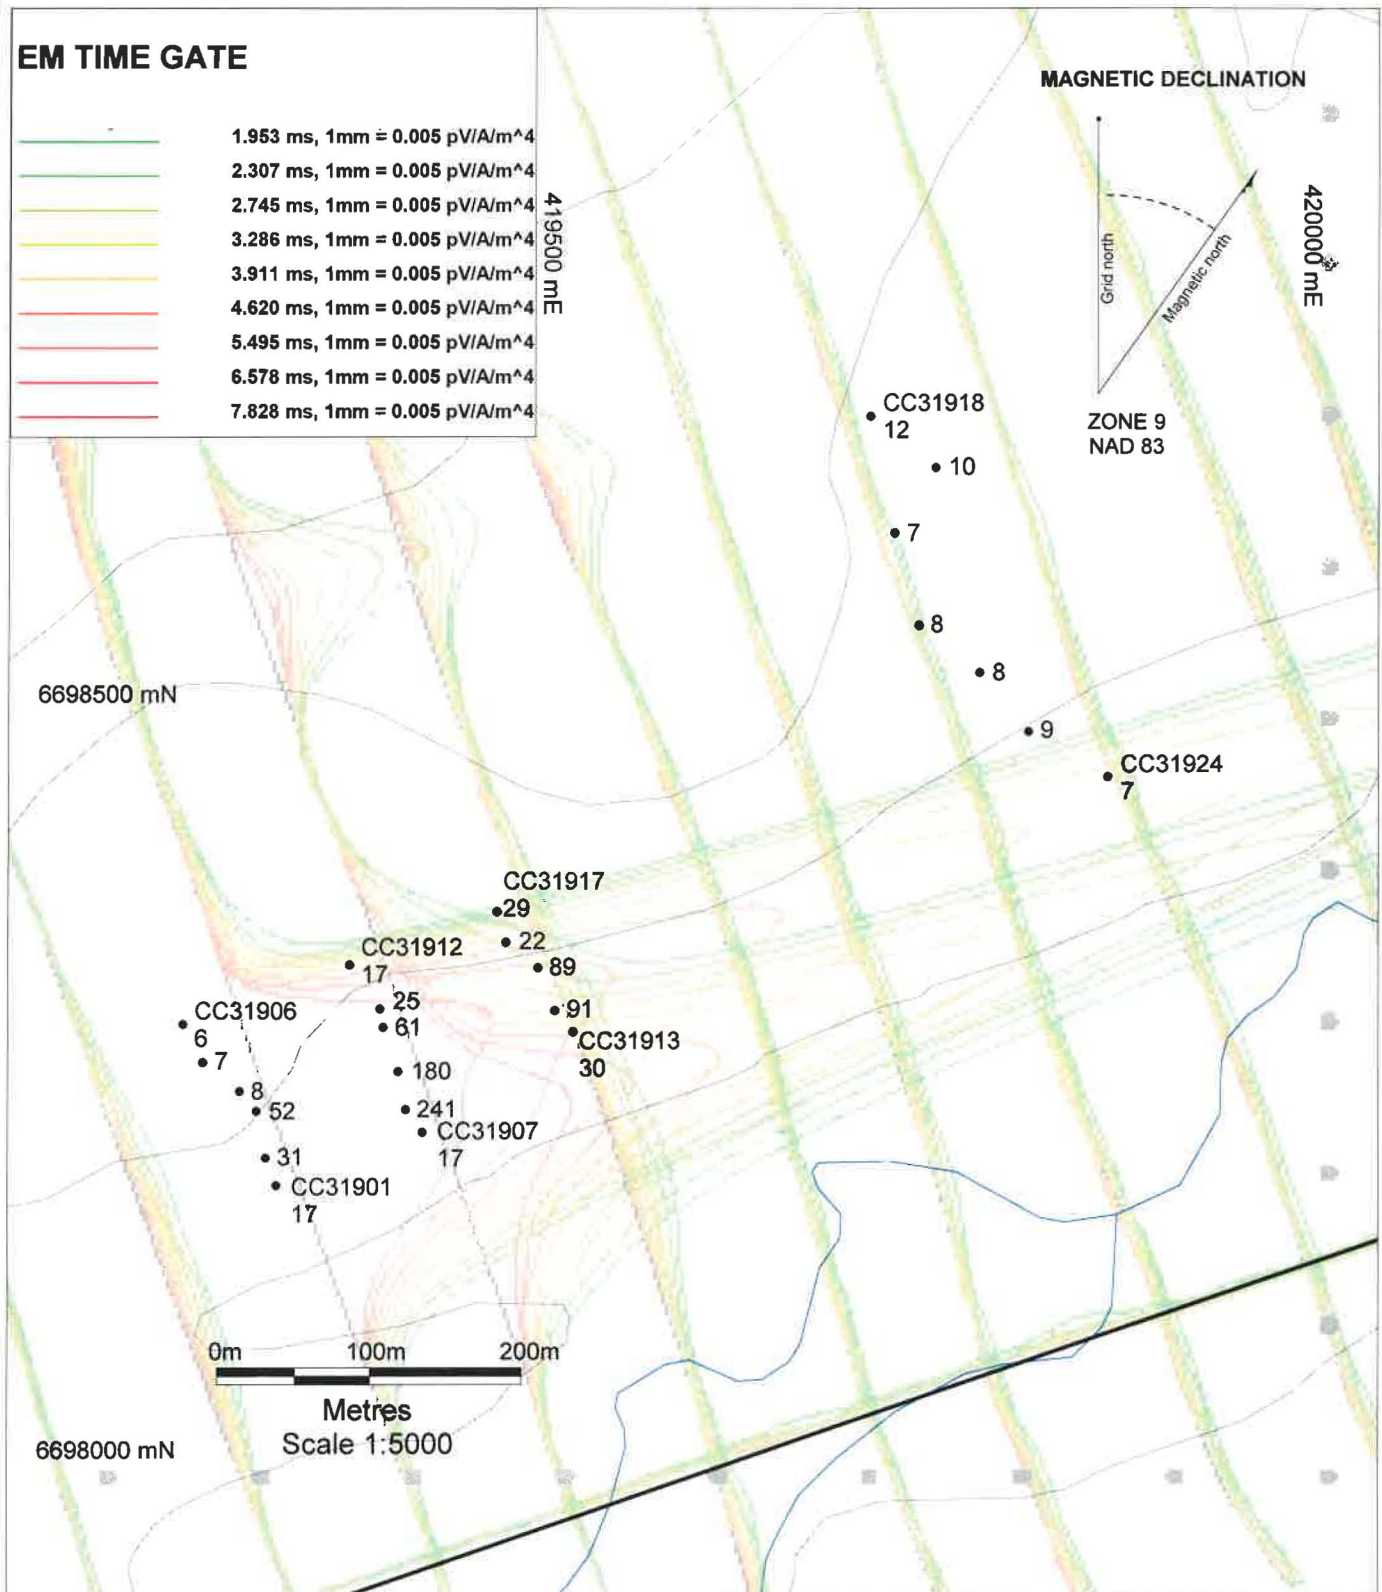 EM TIME GATE
1.953 ms, 1mm = 0.005 pV/A/m^4
2.307 ms, 1mm = 0.005 pV/A/m^4
2.745 ms, 1mm = 0.005 pV/A/m^4
3.286 ms, 1mm = 0.005 pV/A/m^4
3.911 ms, 1mm = 0.005 pV/A/m^4
4.620 ms, 1mm = 0.005 pV/A/m^4
5.495 ms, 1mm = 0.005 pV/A/m^4
6.578 ms, 1mm = 0.005 pV/A/m^4
7.828 ms, 1mm = 0.005 pV/A/m^4
419500 mE
MAGNETIC DECLINATION
Grid north
Magnetic north
420000 mE
ZONE 9
NAD 83
CC31918
12
10
7
8
8
6698500 mN
9
CC31924
7
CC31917
29
22
CC31912
17
89
25
91
61
CC31906
6
CC31913
30
7
180
8
52
241
CC31907
17
31
CC31901
17
0m 100m 200m
Metres
Scale 1:5000
6698000 mN